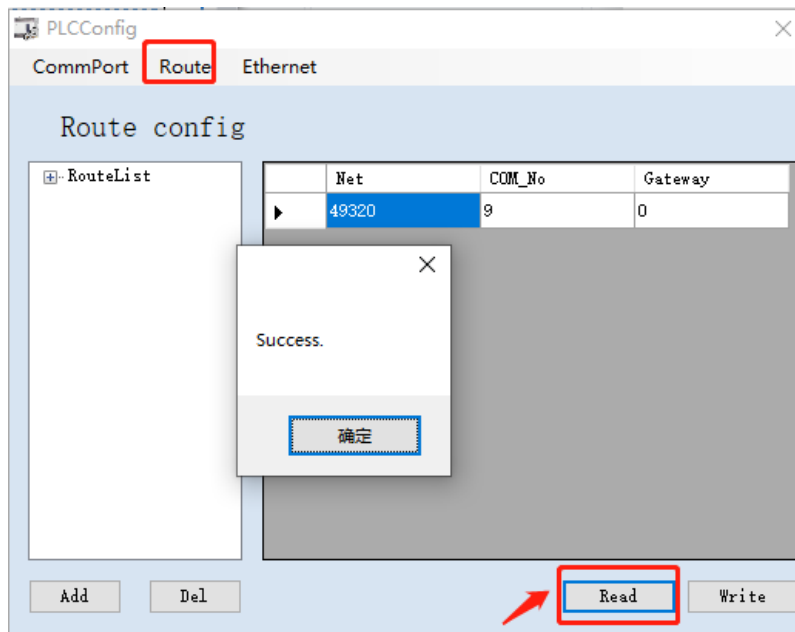 PLCConfig
CommPort Route Ethernet
Route config
RouteList
Net COM_No Gateway
49320 9 0
Success.
确定
Add Del Read Write